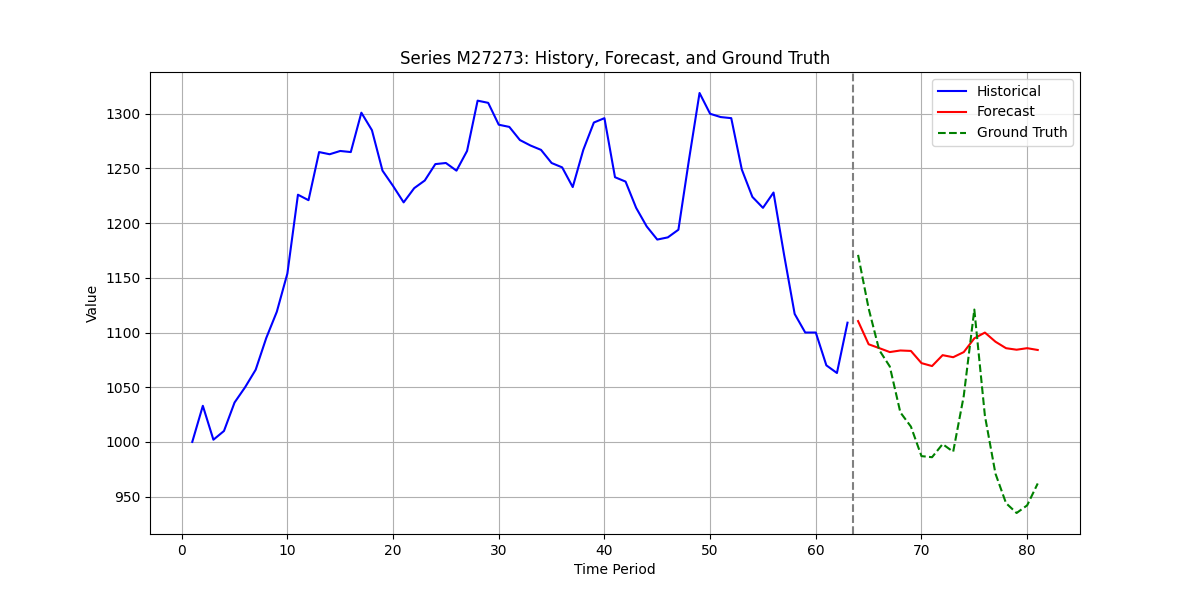 Series M27273: History, Forecast, and Ground Truth
Historical
Forecast
Ground Truth
Value
1300
1250
1200
1150
1100
1050
1000
950
0 10 20 30 40 50 60 70 80
Time Period